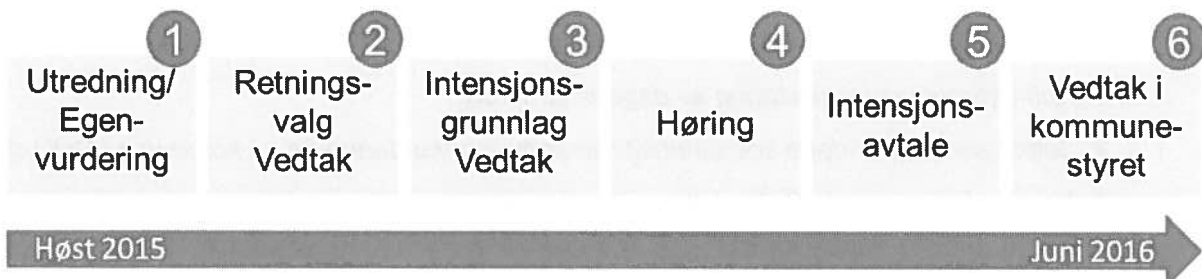 1
Utredning/
Egen-
vurdering
2
Retnings-
valg
Vedtak
3
Intensjons-
grunnlag
Vedtak
4
Høring
5
Intensjons-
avtale
6
Vedtak i
kommune-
styret
Høst 2015
Juni 2016